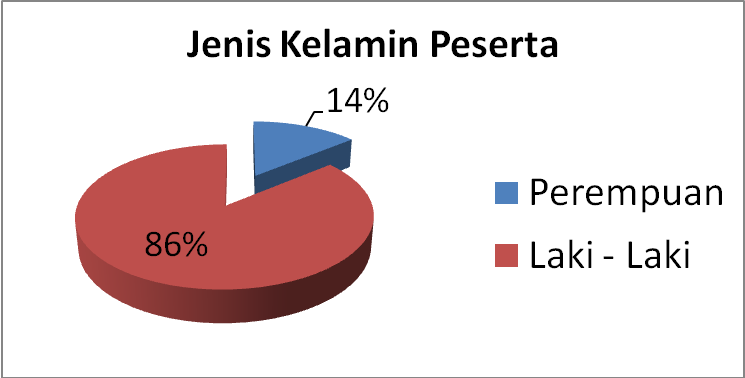 Jenis Kelamin Peserta
14%
86%
Perempuan
Laki - Laki